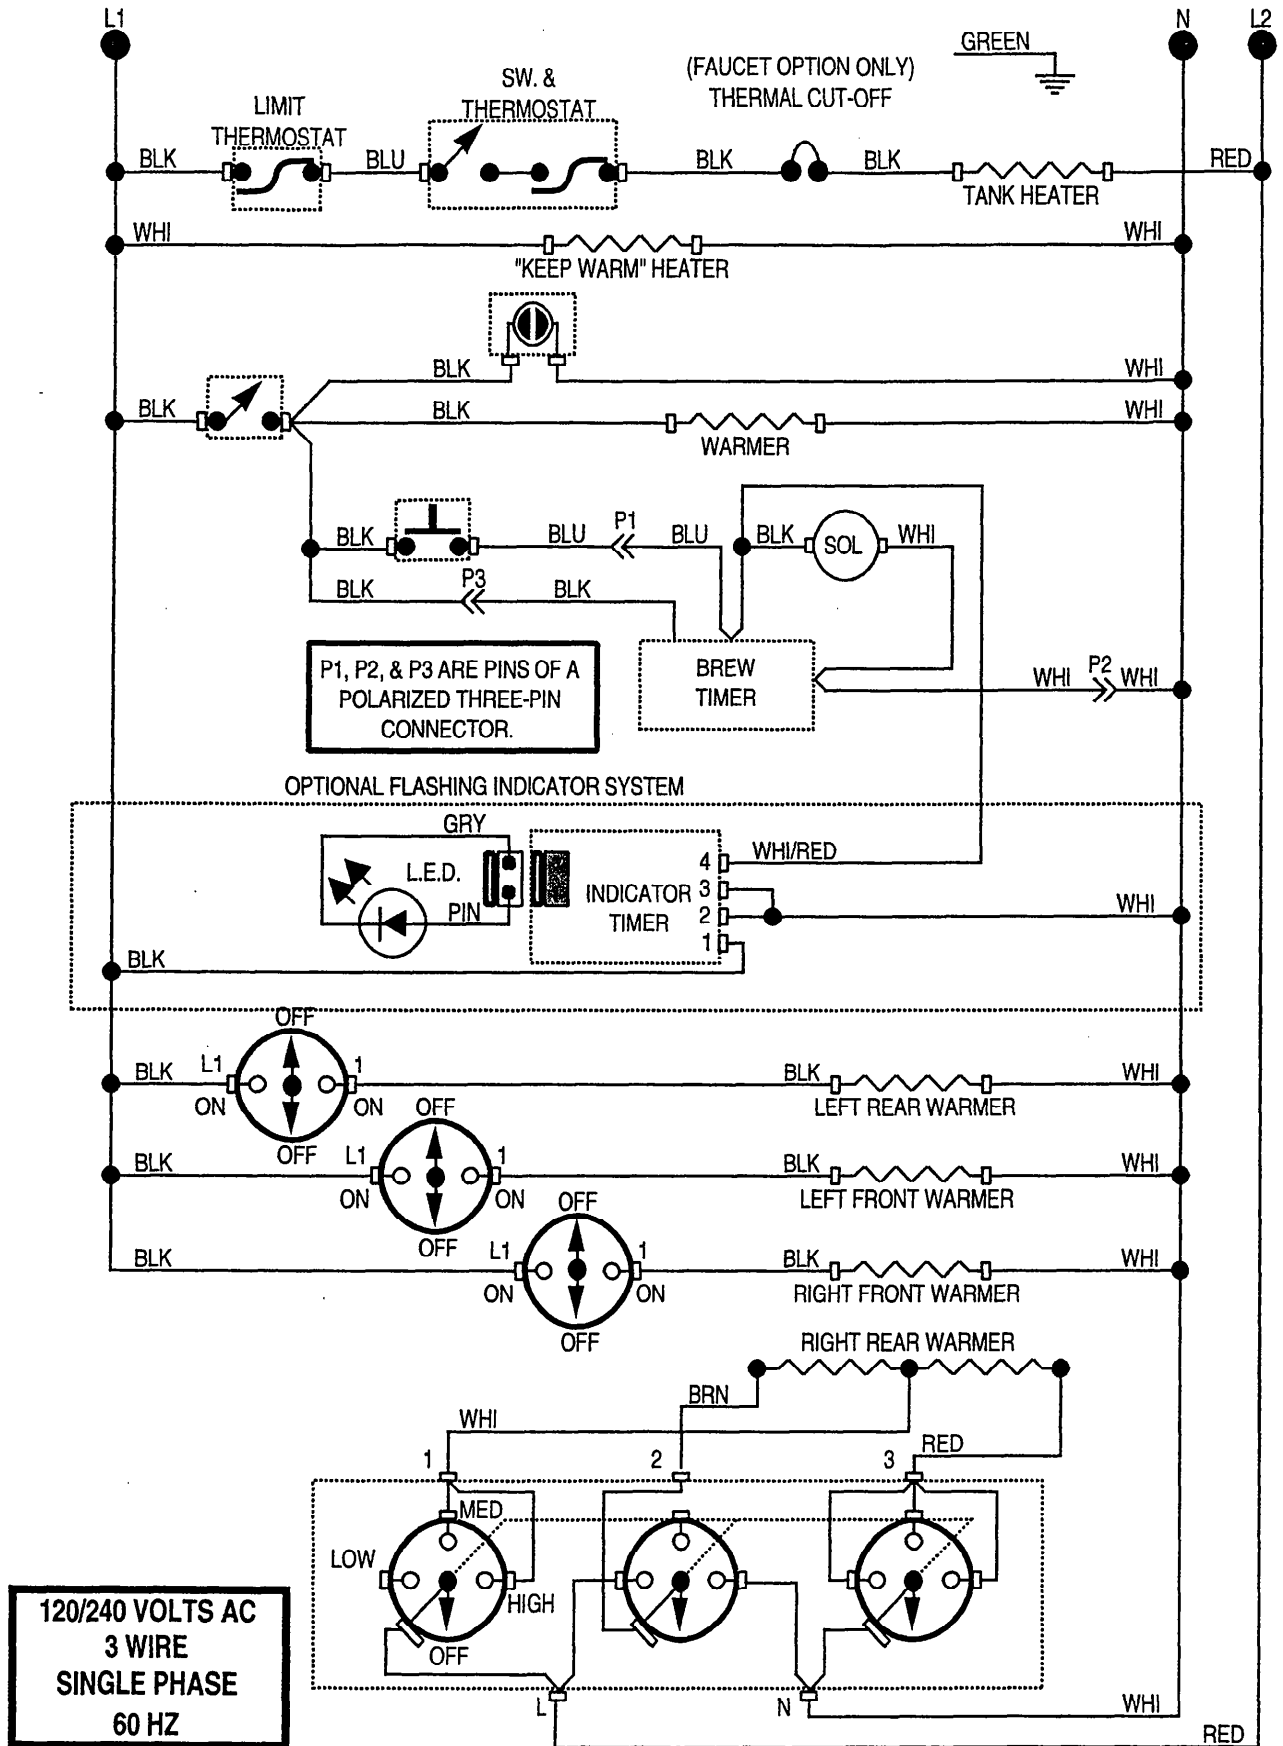 L1
N
L2
GREEN
(FAUCET OPTION ONLY)
THERMAL CUT-OFF
SW. &
THERMOSTAT
LIMIT
THERMOSTAT
BLK
BLU
BLK
BLK
RED
TANK HEATER
WHI
WHI
"KEEP WARM" HEATER
BLK
WHI
BLK
BLK
WHI
WARMER
BLK
BLU
P1
BLU
BLK
SOL
WHI
BLK
P3
BLK
P1, P2, & P3 ARE PINS OF A
POLARIZED THREE-PIN
CONNECTOR.
BREW
TIMER
WHI
P2
WHI
OPTIONAL FLASHING INDICATOR SYSTEM
GRY
L.E.D.
PIN
INDICATOR
TIMER
4
3
2
1
WHI/RED
WHI
BLK
OFF
BLK
L1
1
ON
ON
OFF
BLK
WHI
LEFT REAR WARMER
OFF
BLK
L1
1
ON
ON
OFF
BLK
WHI
LEFT FRONT WARMER
OFF
BLK
L1
1
ON
ON
OFF
BLK
WHI
RIGHT FRONT WARMER
RIGHT REAR WARMER
BRN
WHI
RED
1
2
3
MED
LOW
HIGH
OFF
L
N
WHI
RED
120/240 VOLTS AC
3 WIRE
SINGLE PHASE
60 HZ